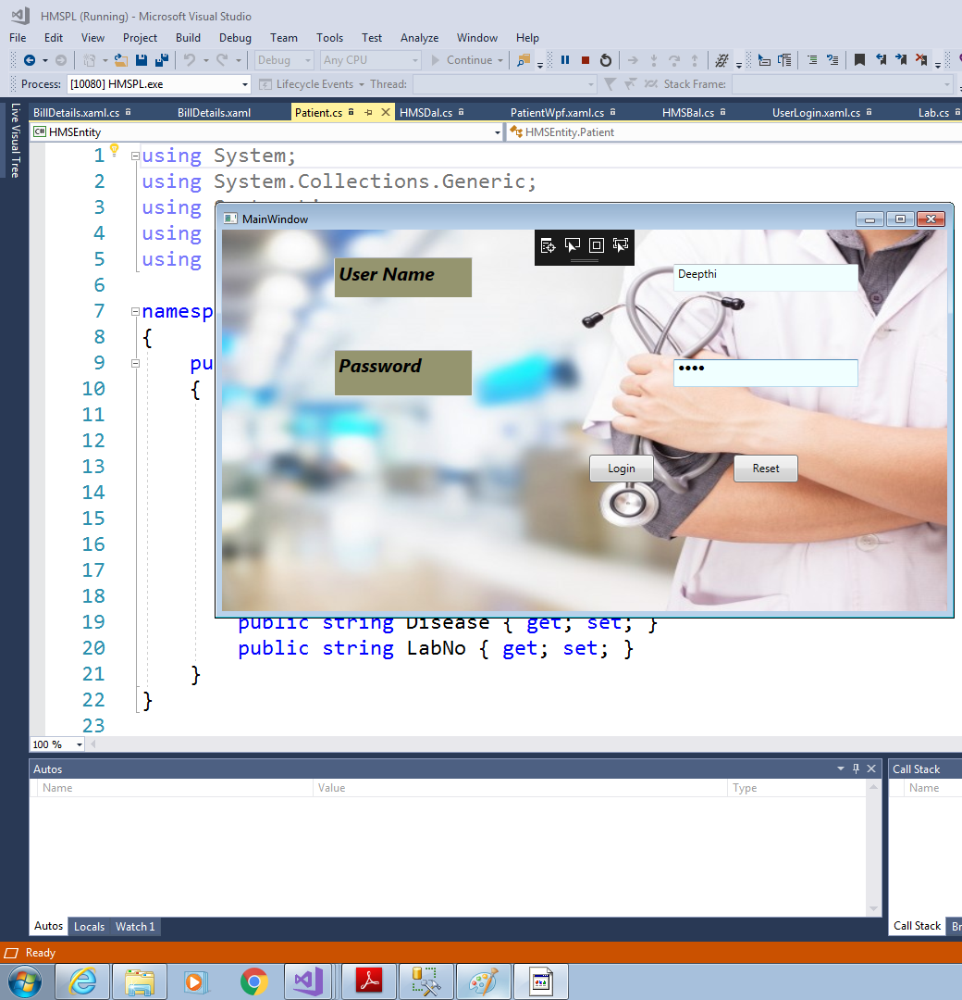 HMSPL (Running) - Microsoft Visual Studio
File Edit View Project Build Debug Team Tools Test Analyze Window Help
Debug Any CPU Continue
Process: [10080] HMSPL.exe Lifecycle Events Thread: Stack Frame:
Live Visual Tree
BillDetails.xaml.cs BillDetails.xaml Patient.cs HMSDal.cs PatientWpf.xaml.cs HMSBal.cs UserLogin.xaml.cs Lab.cs
C# HMSEntity HMSEntity.Patient
1 using System;
2 using System.Collections.Generic;
3 using
4 using
5 using
6
7 namesp
8 {
9 pu
10 {
11
12
13
14
15
16
17
18
19 public string Disease { get; set; }
20 public string LabNo { get; set; }
21 }
22 }
23
MainWindow
User Name Deepthi
Password ••••
Login Reset
100 %
Autos
Name Value Type
Call Stack
Name
Autos Locals Watch 1
Call Stack Br
Ready